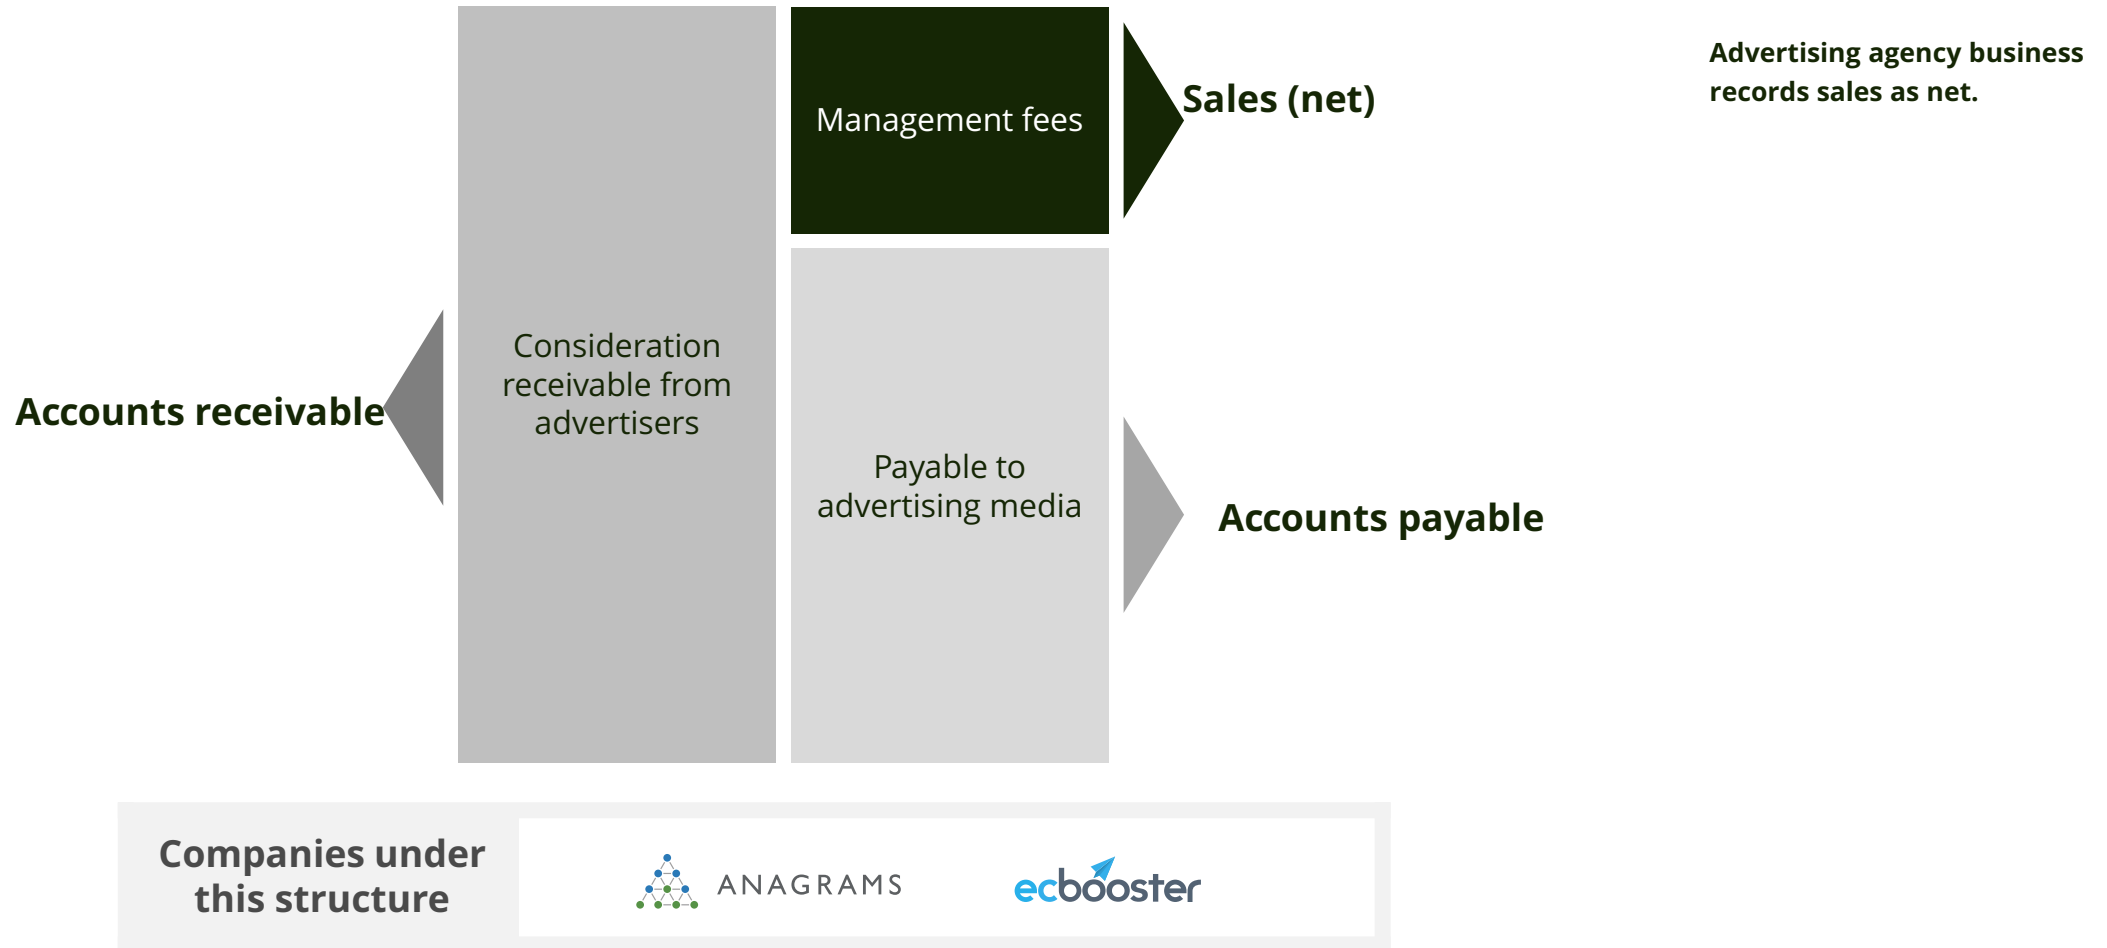 Management fees
Sales (net)
Advertising agency business
records sales as net.
Accounts receivable
Consideration
receivable from
advertisers
Payable to
advertising media
Accounts payable
Companies under
this structure
ANAGRAMS
ecbooster